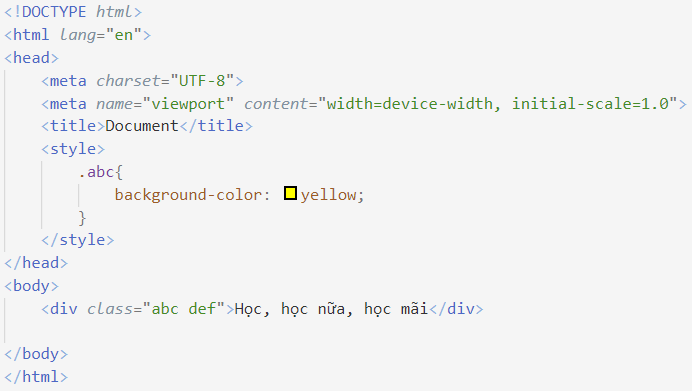 <!DOCTYPE html>
<html lang="en">
<head>
    <meta charset="UTF-8">
    <meta name="viewport" content="width=device-width, initial-scale=1.0">
    <title>Document</title>
    <style>
        .abc{
            background-color: yellow;
        }
    </style>
</head>
<body>
    <div class="abc def">Học, học nữa, học mãi</div>

</body>
</html>